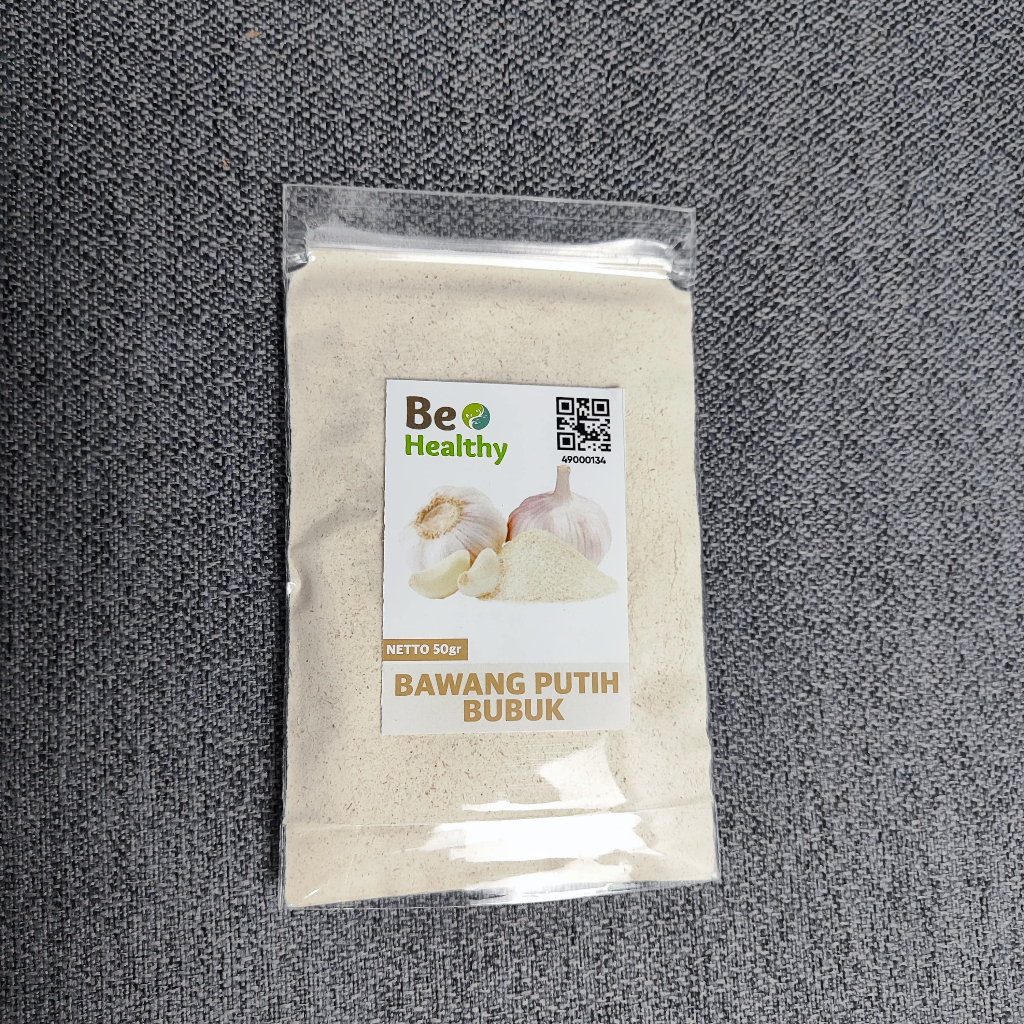 Be
Healthy
49000134
NETTO 50gr
BAWANG PUTIH
BUBUK